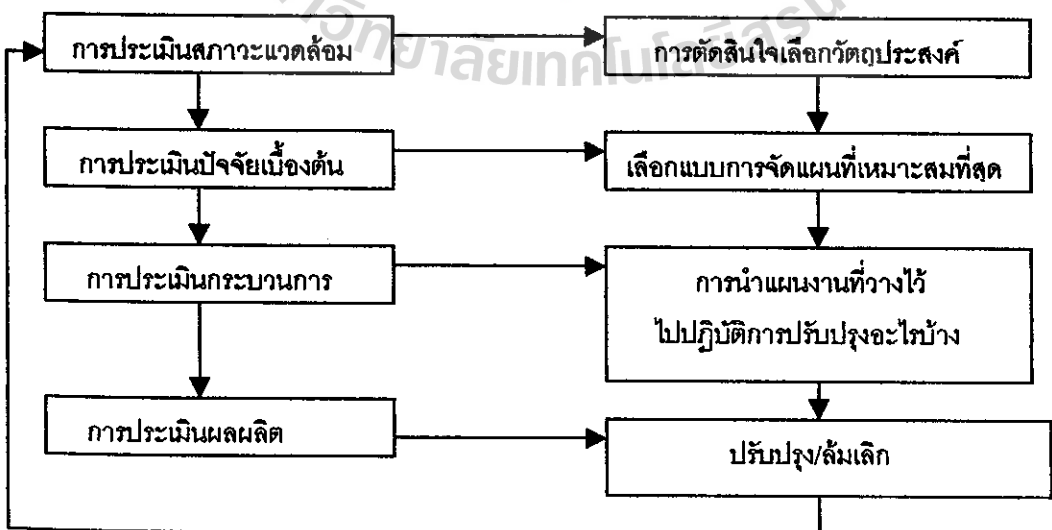 การประเมินสภาวะแวดล้อม
การตัดสินใจเลือกวัตถุประสงค์
การประเมินปัจจัยเบื้องต้น
เลือกแบบการจัดแผนที่เหมาะสมที่สุด
การประเมินกระบวนการ
การนำแผนงานที่วางไว้
ไปปฏิบัติการปรับปรุงอะไรบ้าง
การประเมินผลผลิต
ปรับปรุง/ล้มเลิก